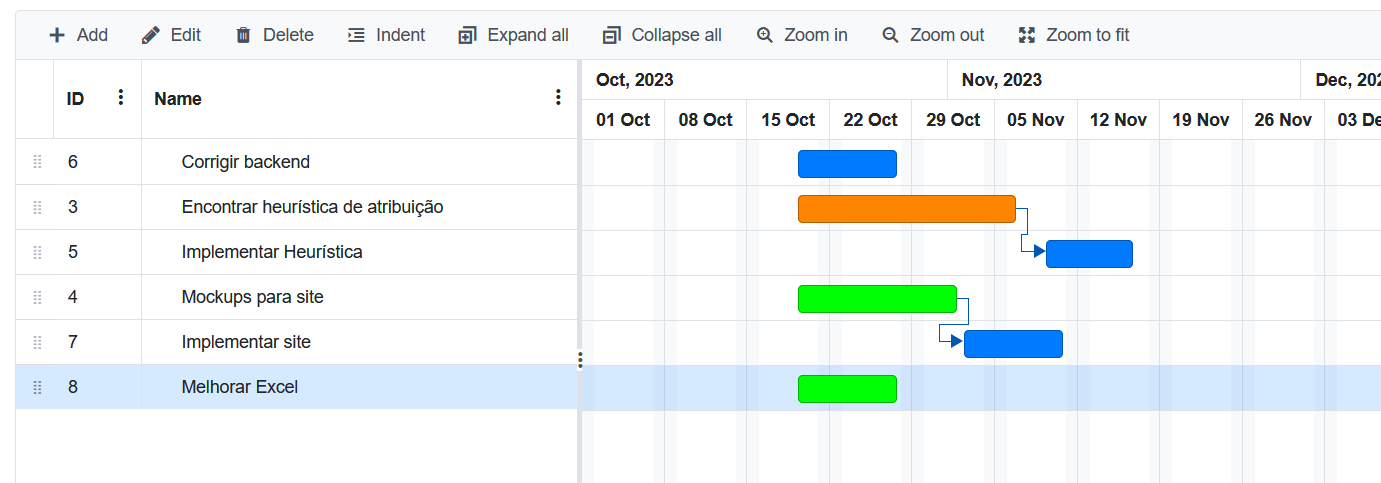 Add Edit Delete Indent Expand all Collapse all Zoom in Zoom out Zoom to fit
ID Name Oct, 2023 Nov, 2023 Dec, 202
01 Oct 08 Oct 15 Oct 22 Oct 29 Oct 05 Nov 12 Nov 19 Nov 26 Nov 03 De
6 Corrigir backend
3 Encontrar heurística de atribuição
5 Implementar Heurística
4 Mockups para site
7 Implementar site
8 Melhorar Excel